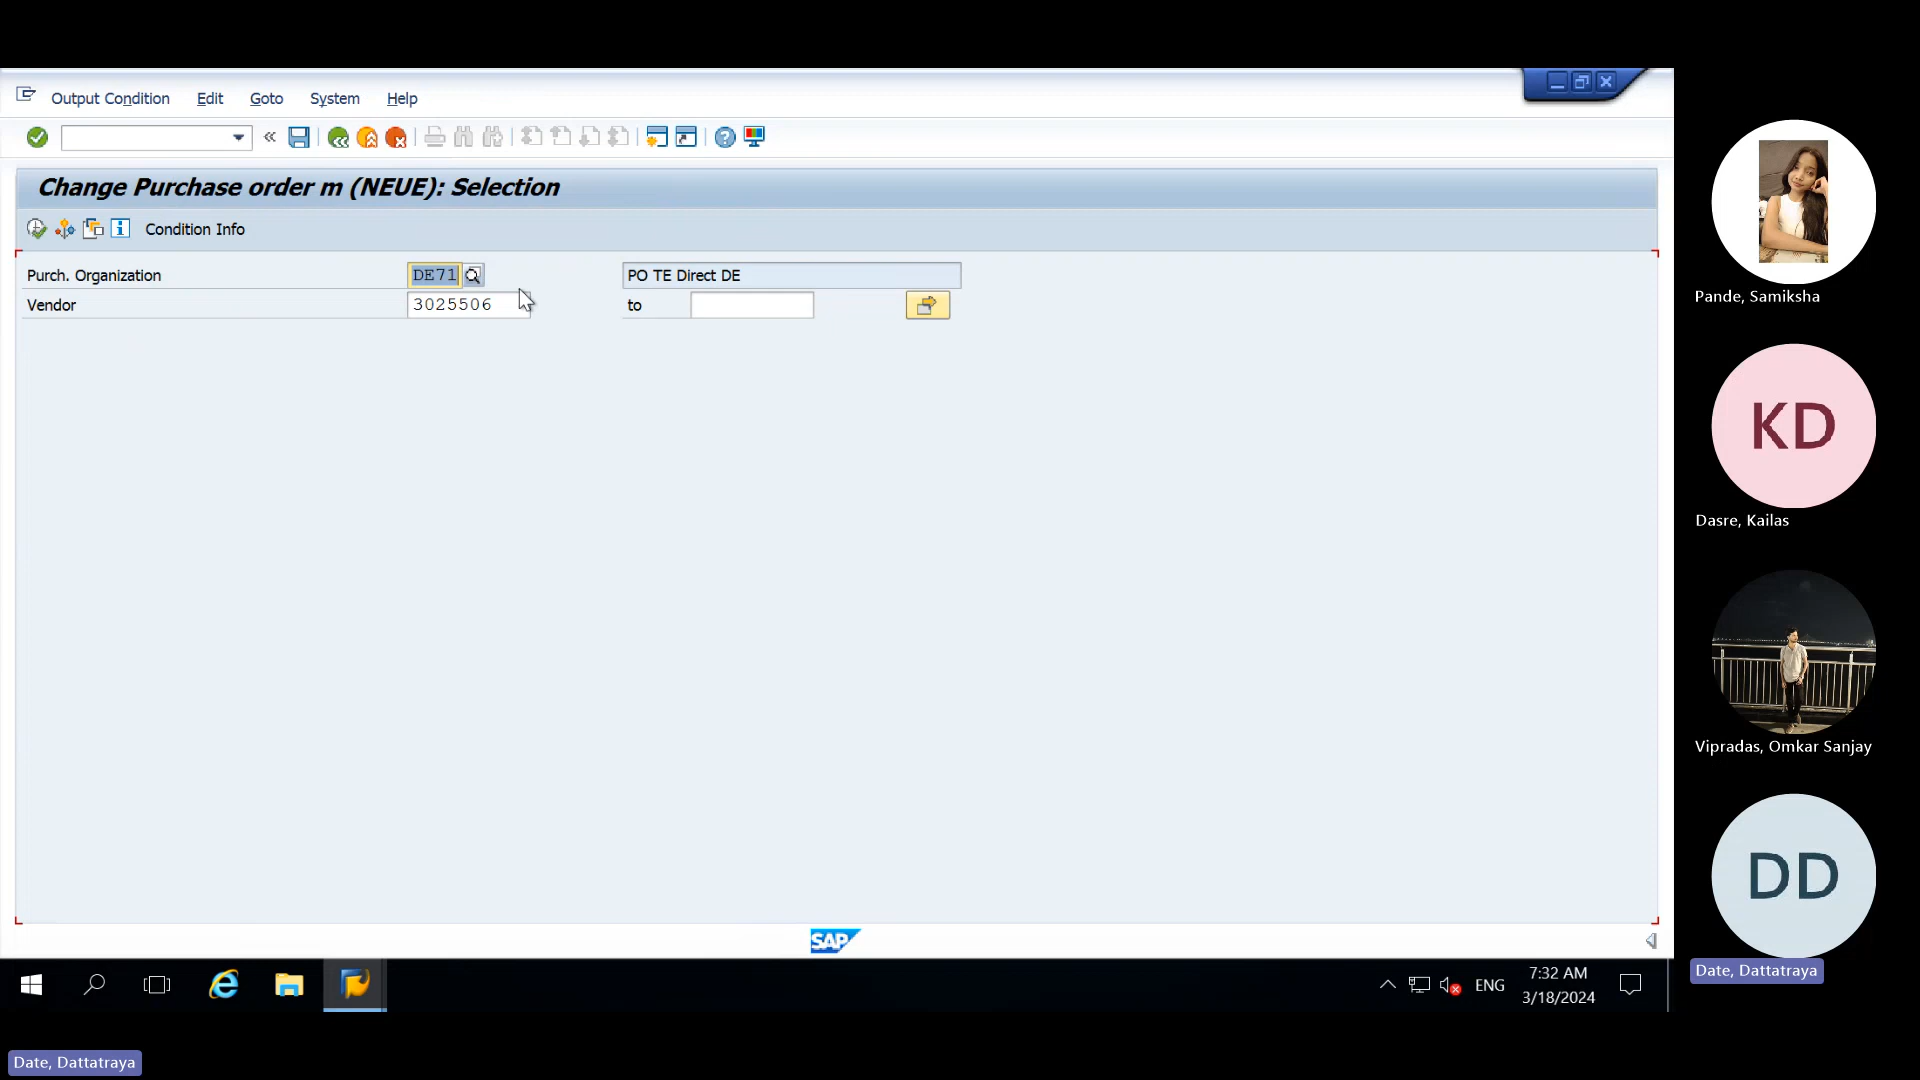 Output Condition Edit Goto System Help
Change Purchase order m (NEUE): Selection
Condition Info
Purch. Organization DE71 PO TE Direct DE
Vendor 3025506 to
SAP
ENG 7:32 AM
3/18/2024
Pande, Samiksha
KD
Dasre, Kailas
Vipradas, Omkar Sanjay
DD
Date, Dattatraya
Date, Dattatraya